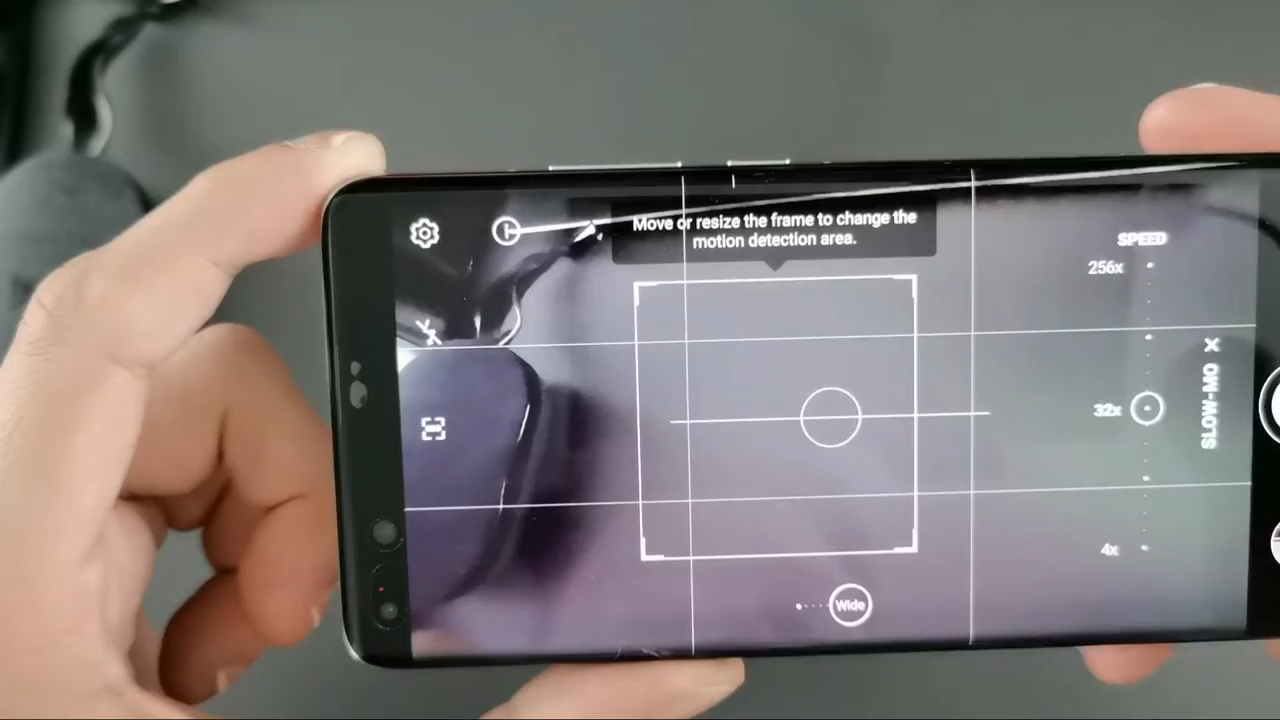 Move or resize the frame to change the
motion detection area.
SPEED
256x
32x
4x
SLOW-MO X
Wide